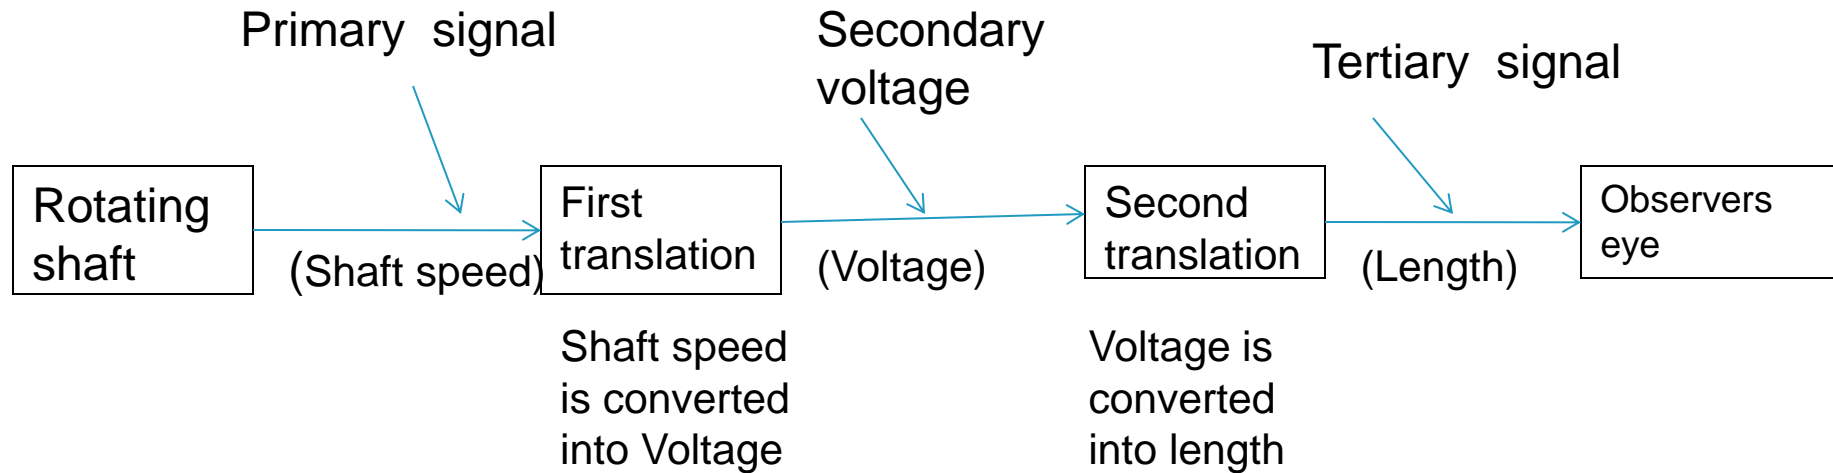 Primary signal
Secondary
voltage
Tertiary signal
Rotating
shaft
(Shaft speed)
First
translation
(Voltage)
Second
translation
(Length)
Observers
eye
Shaft speed
is converted
into Voltage
Voltage is
converted
into length